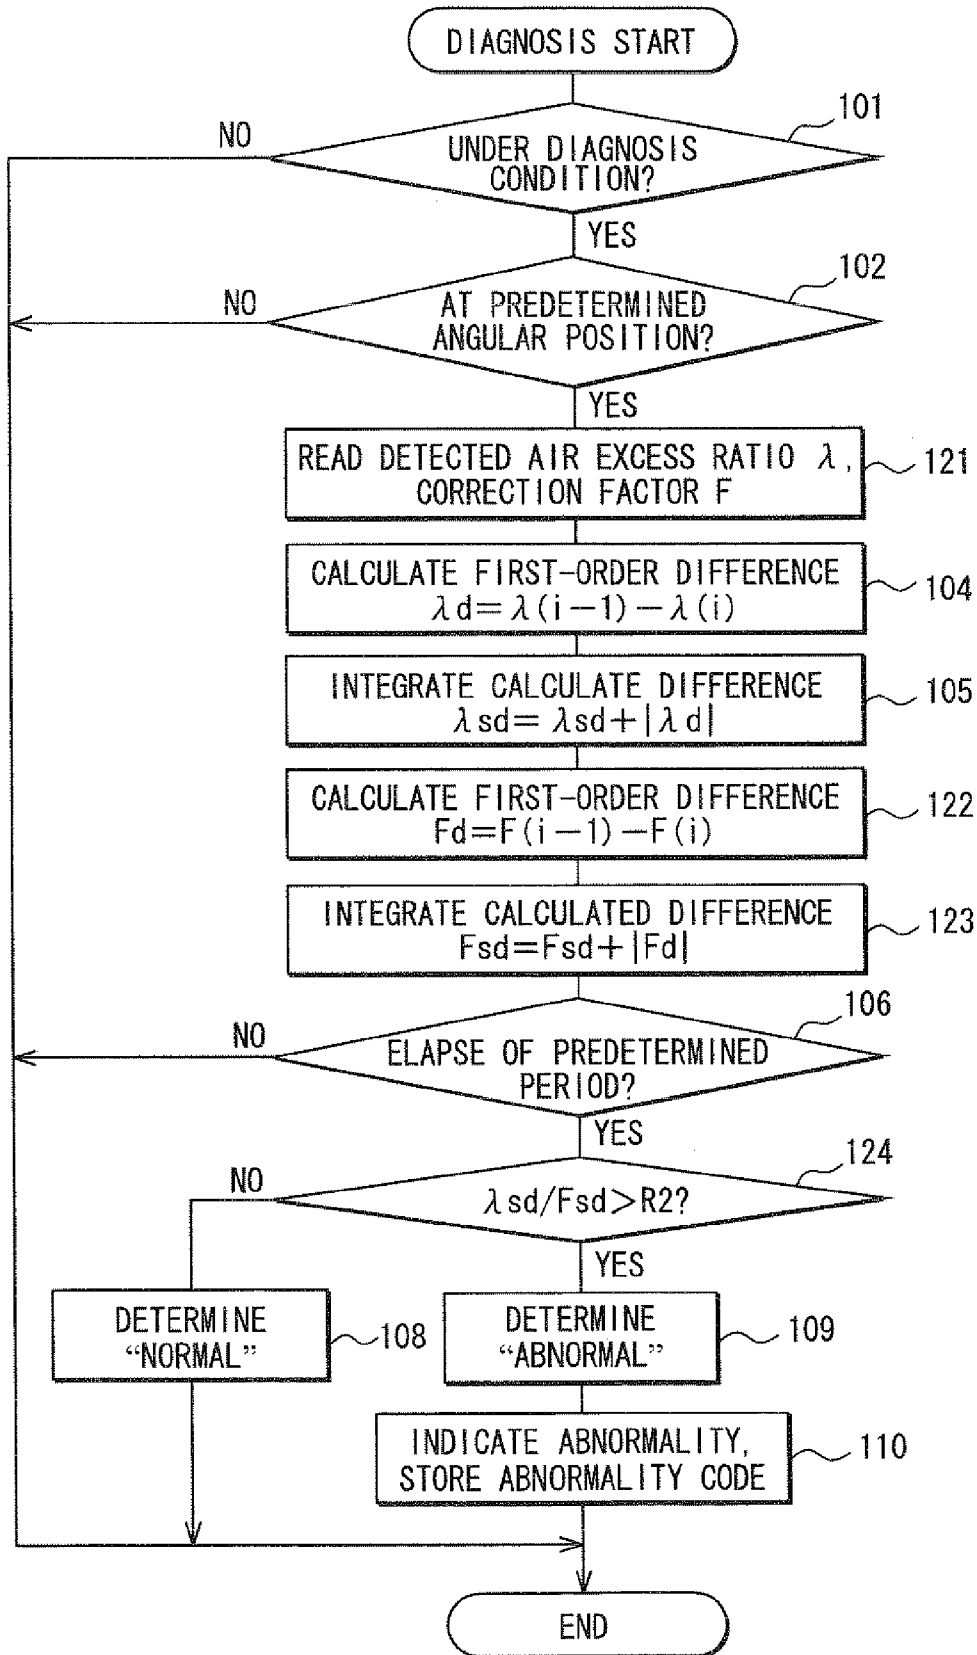 DIAGNOSIS START
101
NO
UNDER DIAGNOSIS
CONDITION?
YES
102
NO
AT PREDETERMINED
ANGULAR POSITION?
YES
READ DETECTED AIR EXCESS RATIO λ,
CORRECTION FACTOR F
121
CALCULATE FIRST-ORDER DIFFERENCE
λd=λ(i-1)-λ(i)
104
INTEGRATE CALCULATE DIFFERENCE
λsd=λsd+|λd|
105
CALCULATE FIRST-ORDER DIFFERENCE
Fd=F(i-1)-F(i)
122
INTEGRATE CALCULATED DIFFERENCE
Fsd=Fsd+|Fd|
123
106
NO
ELAPSE OF PREDETERMINED
PERIOD?
YES
124
NO
λsd/Fsd>R2?
YES
DETERMINE
“NORMAL”
108
DETERMINE
“ABNORMAL”
109
INDICATE ABNORMALITY,
STORE ABNORMALITY CODE
110
END